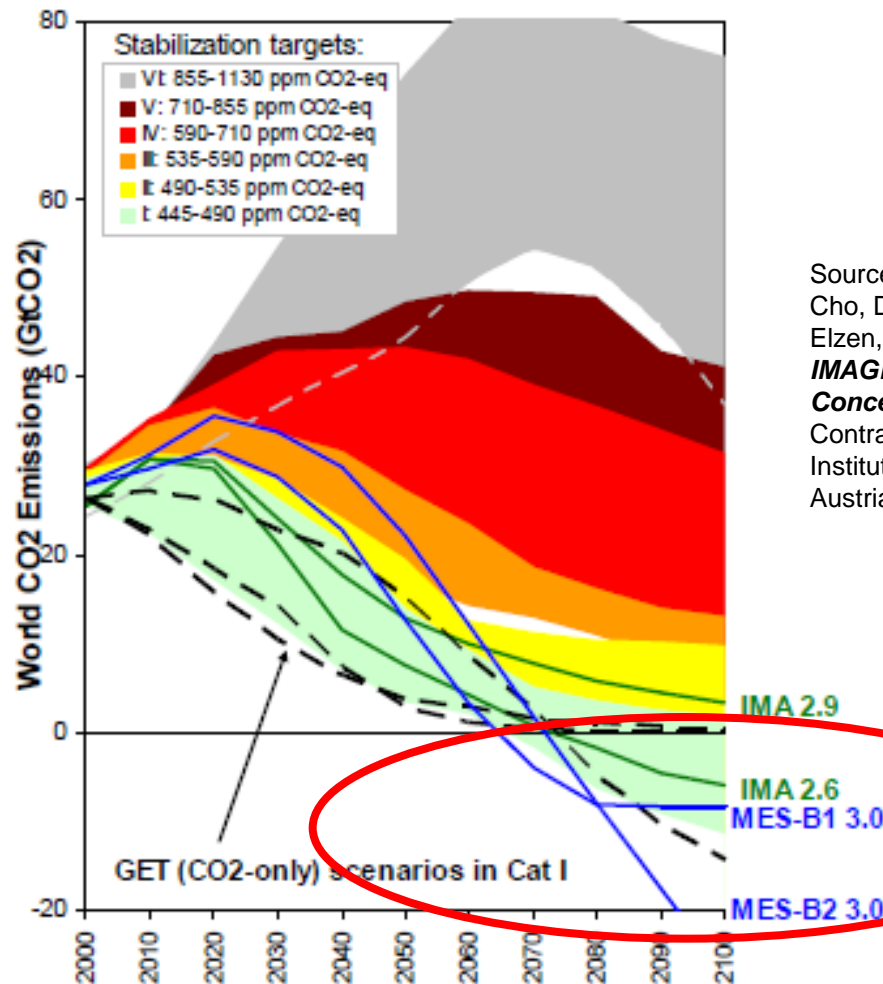 80
60
40
20
0
-20
World CO2 Emissions (GtCO2)
Stabilization targets:
VI: 855-1130 ppm CO2-eq
V: 710-855 ppm CO2-eq
IV: 590-710 ppm CO2-eq
III: 535-590 ppm CO2-eq
II: 490-535 ppm CO2-eq
I: 445-490 ppm CO2-eq
GET (CO2-only) scenarios in Cat I
IMA 2.9
IMA 2.6
MES-B1 3.0
MES-B2 3.0
2000
2010
2020
2030
2040
2050
2060
2070
2080
2090
2100
Source
Cho, D
Elzen,
IMAG
Conce
Contra
Institut
Austria